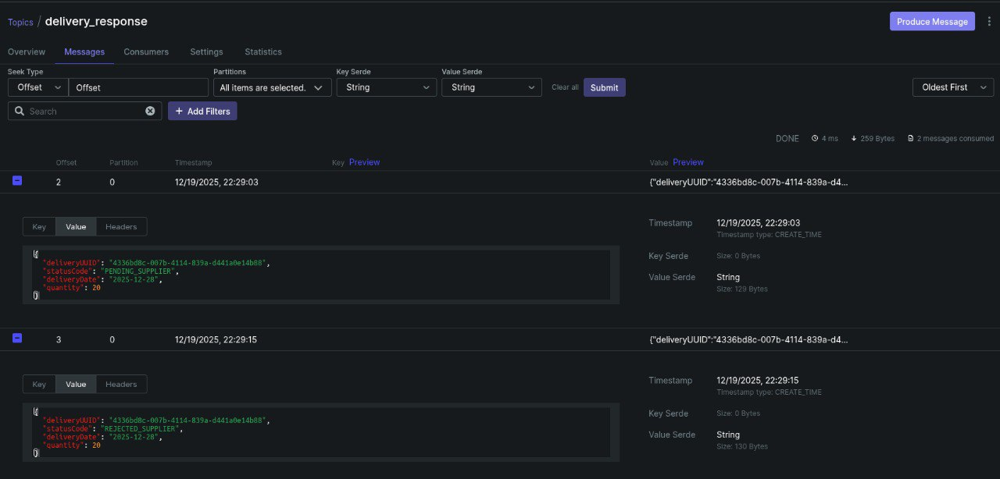 Topics / delivery_response
Produce Message
Overview Messages Consumers Settings Statistics
Seek Type Partitions Key Serde Value Serde
Offset Offset All items are selected. String String Clear all Submit Oldest First
Search + Add Filters
DONE 4 ms 259 Bytes 2 messages consumed
Offset Partition Timestamp Key Preview Value Preview
2 0 12/19/2025, 22:29:03 {"deliveryUUID":"4336bd8c-007b-4114-839a-d4...
Key Value Headers
{
"deliveryUUID": "4336bd8c-007b-4114-839a-d441a0e14b88",
"statusCode": "PENDING_SUPPLIER",
"deliveryDate": "2025-12-28",
"quantity": 20
}
Timestamp 12/19/2025, 22:29:03
Timestamp type: CREATE_TIME
Key Serde Size: 0 Bytes
Value Serde String
Size: 129 Bytes
3 0 12/19/2025, 22:29:15 {"deliveryUUID":"4336bd8c-007b-4114-839a-d4...
Key Value Headers
{
"deliveryUUID": "4336bd8c-007b-4114-839a-d441a0e14b88",
"statusCode": "REJECTED_SUPPLIER",
"deliveryDate": "2025-12-28",
"quantity": 20
}
Timestamp 12/19/2025, 22:29:15
Timestamp type: CREATE_TIME
Key Serde Size: 0 Bytes
Value Serde String
Size: 130 Bytes